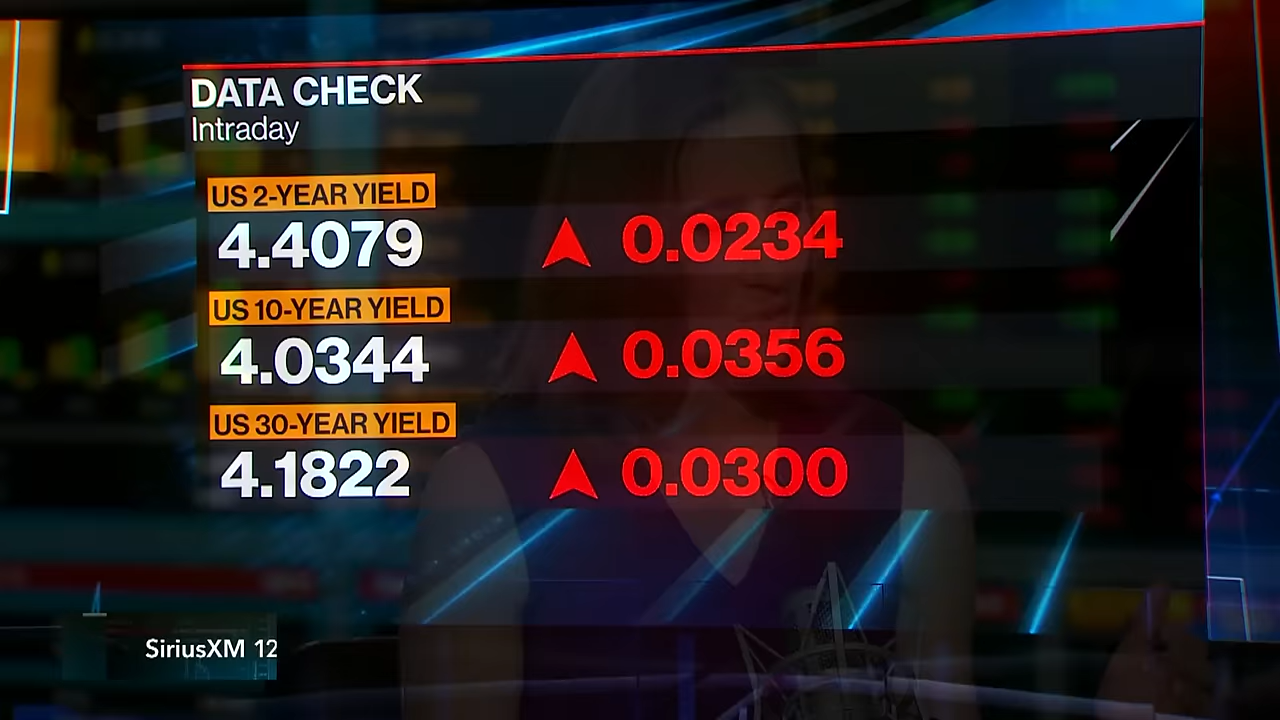 DATA CHECK
Intraday
US 2-YEAR YIELD
4.4079 ▲ 0.0234
US 10-YEAR YIELD
4.0344 ▲ 0.0356
US 30-YEAR YIELD
4.1822 ▲ 0.0300
SiriusXM 12